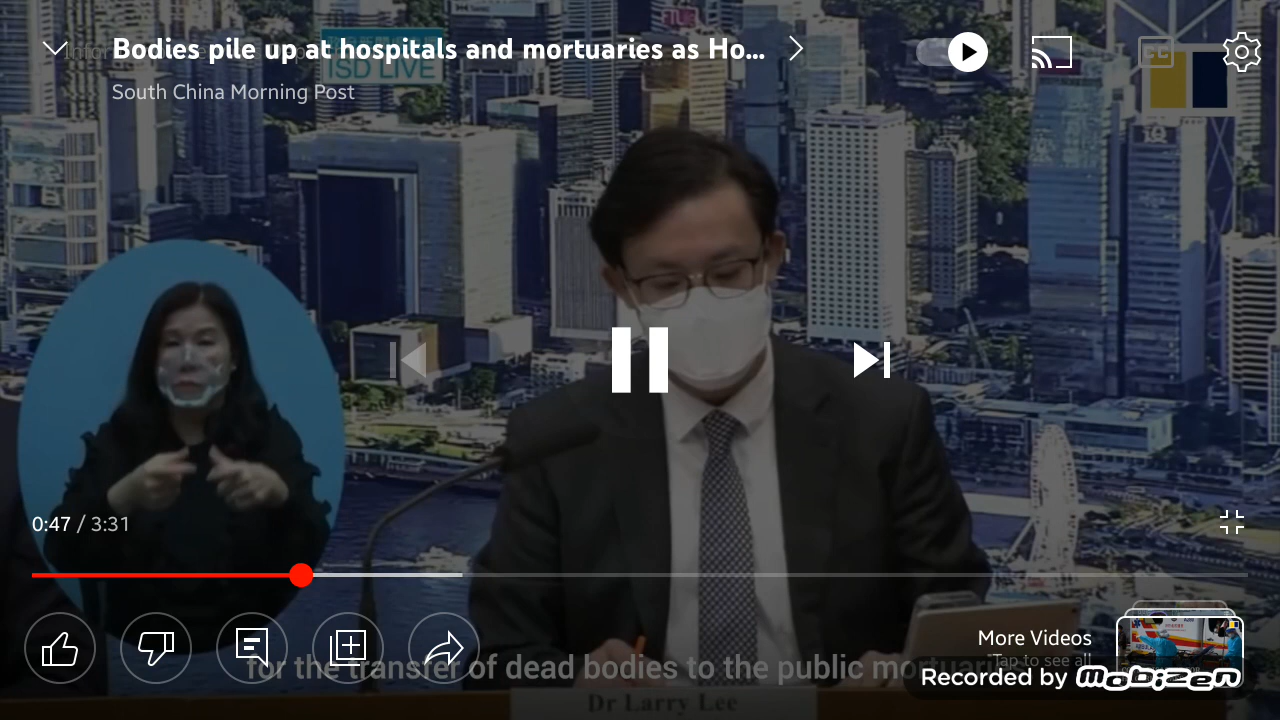 Bodies pile up at hospitals and mortuaries as Ho...
South China Morning Post
ISD LIVE
CC
0:47 / 3:31
More Videos
Tap to see all
for the transfer of dead bodies to the public
Recorded by mobizen
Dr Larry Lee